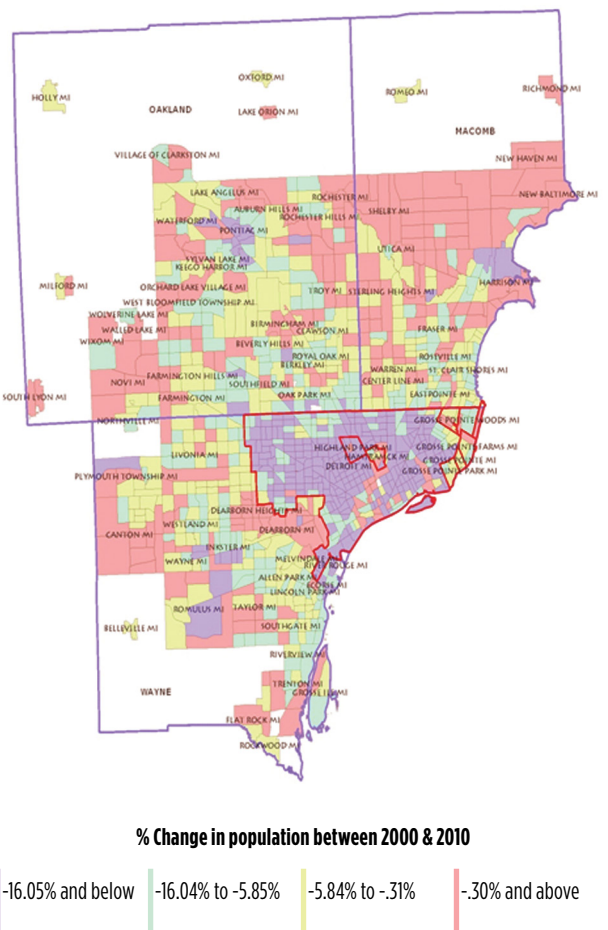 OXFORD MI
HOLLY MI
ROMEO MI
RICHMOND MI
OAKLAND
LAKE ORION MI
MACOMB
VILLAGE OF CLARKSTON MI
NEW HAVEN MI
LAKE ANGELUS MI
ROCHESTER MI
NEW BALTIMORE MI
AUBURN HILLS MI
ROCHESTER HILLS MI
SHELBY MI
WATERFORD MI
PONTIAC MI
UTICA MI
SYLVAN LAKE MI
KEEGO HARBOR MI
HARRISON MI
MILFORD MI
ORCHARD LAKE VILLAGE MI
TROY MI
STERLING HEIGHTS MI
WEST BLOOMFIELD TOWNSHIP MI
WOLVERINE LAKE MI
BIRMINGHAM MI
WALLED LAKE MI
CLAWSON MI
FRASER MI
WIXOM MI
BEVERLY HILLS MI
ROYAL OAK MI
ROSEVILLE MI
BERKLEY MI
WARREN MI
ST. CLAIR SHORES MI
NOVI MI
FARMINGTON HILLS MI
SOUTHFIELD MI
CENTER LINE MI
SOUTH LYON MI
FARMINGTON MI
OAK PARK MI
EASTPOINTE MI
NORTHVILLE MI
GROSSE POINTE WOODS MI
HIGHLAND PARK MI
GROSSE POINTE FARMS MI
LIVONIA MI
HAMTRAMCK MI
GROSSE POINTE MI
DETROIT MI
GROSSE POINTE PARK MI
PLYMOUTH TOWNSHIP MI
DEARBORN HEIGHTS MI
WESTLAND MI
DEARBORN MI
CANTON MI
INKSTER MI
WAYNE MI
MELVINDALE MI
RIVER ROUGE MI
ALLEN PARK MI
ECORSE MI
LINCOLN PARK MI
ROMULUS MI
TAYLOR MI
BELLEVILLE MI
SOUTHGATE MI
RIVERVIEW MI
WAYNE
TRENTON MI
GROSSE ILE MI
FLAT ROCK MI
ROCKWOOD MI
% Change in population between 2000 & 2010
-16.05% and below
-16.04% to -5.85%
-5.84% to -.31%
-.30% and above